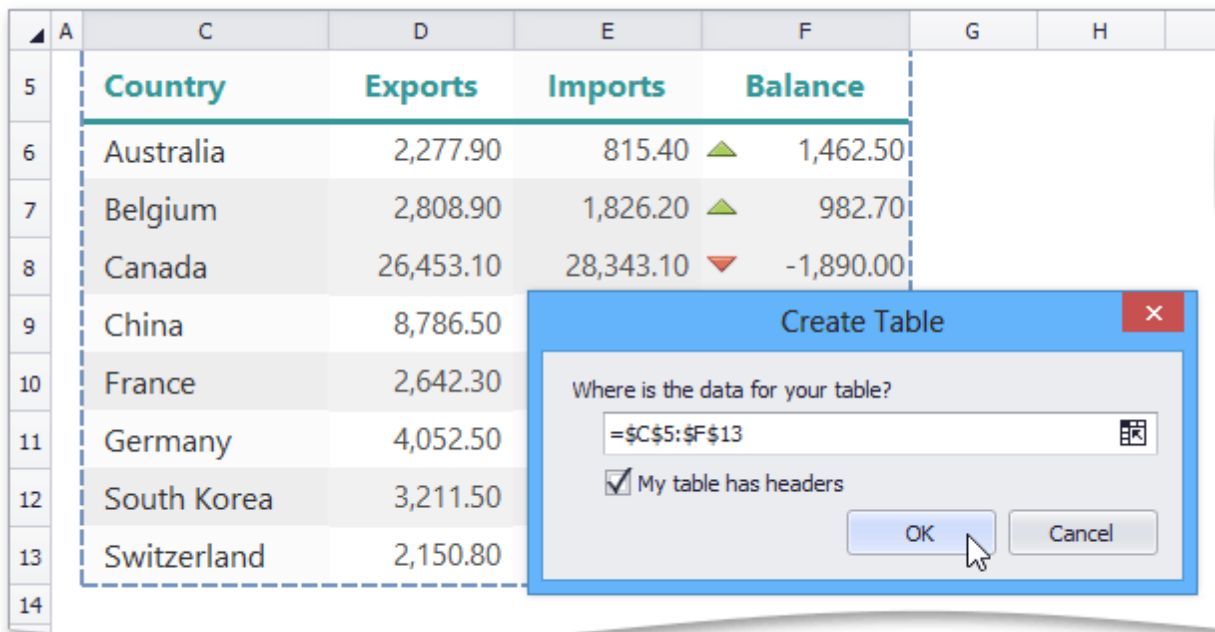 A C D E F G H
5 Country Exports Imports Balance
6 Australia 2,277.90 815.40 1,462.50
7 Belgium 2,808.90 1,826.20 982.70
8 Canada 26,453.10 28,343.10 -1,890.00
9 China 8,786.50
10 France 2,642.30
11 Germany 4,052.50
12 South Korea 3,211.50
13 Switzerland 2,150.80
14
Create Table
Where is the data for your table?
=$C$5:$F$13
My table has headers
OK Cancel